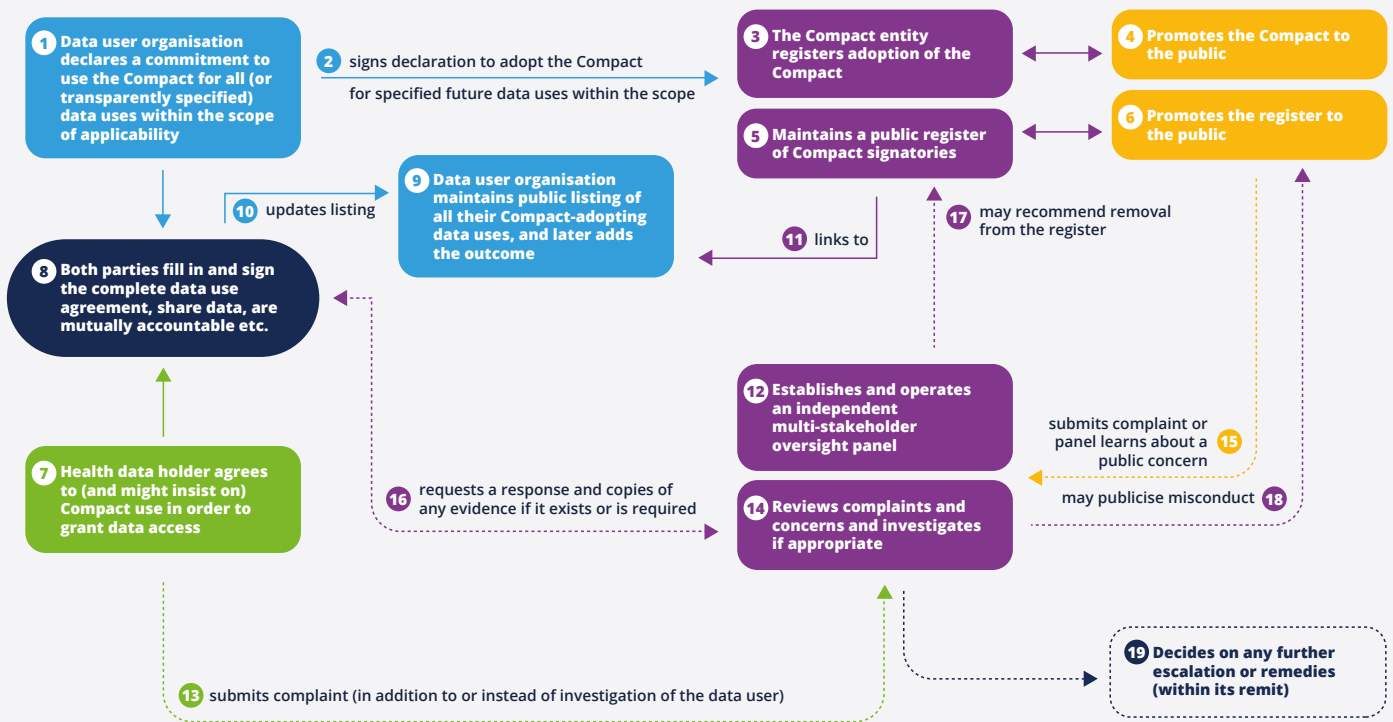 1 Data user organisation
declares a commitment to
use the Compact for all (or
transparently specified)
data uses within the scope
of applicability
2 signs declaration to adopt the Compact
for specified future data uses within the scope
3 The Compact entity
registers adoption of the
Compact
4 Promotes the Compact to
the public
5 Maintains a public register
of Compact signatories
6 Promotes the register to
the public
9 Data user organisation
maintains public listing of
all their Compact-adopting
data uses, and later adds
the outcome
10 updates listing
11 links to
17 may recommend removal
from the register
8 Both parties fill in and sign
the complete data use
agreement, share data, are
mutually accountable etc.
12 Establishes and operates
an independent
multi-stakeholder
oversight panel
submits complaint or
panel learns about a 15
public concern
7 Health data holder agrees
to (and might insist on)
Compact use in order to
grant data access
16 requests a response and copies of
any evidence if it exists or is required
14 Reviews complaints and
concerns and investigates
if appropriate
may publicise misconduct 18
19 Decides on any further
escalation or remedies
(within its remit)
13 submits complaint (in addition to or instead of investigation of the data user)